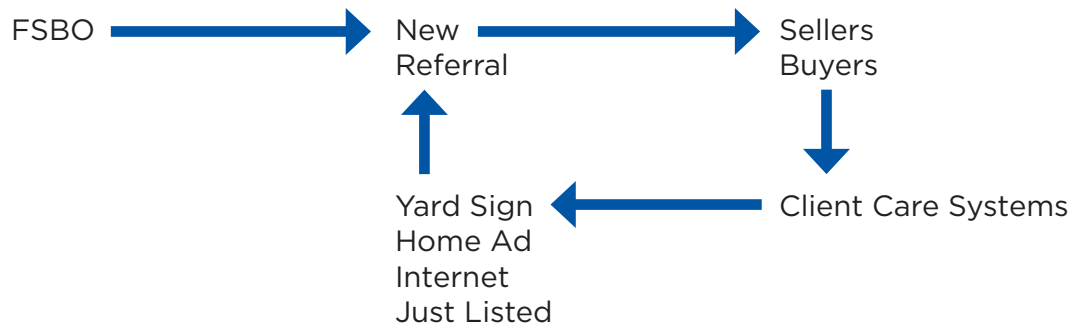 FSBO
New
Referral
Sellers
Buyers
Yard Sign
Home Ad
Internet
Just Listed
Client Care Systems